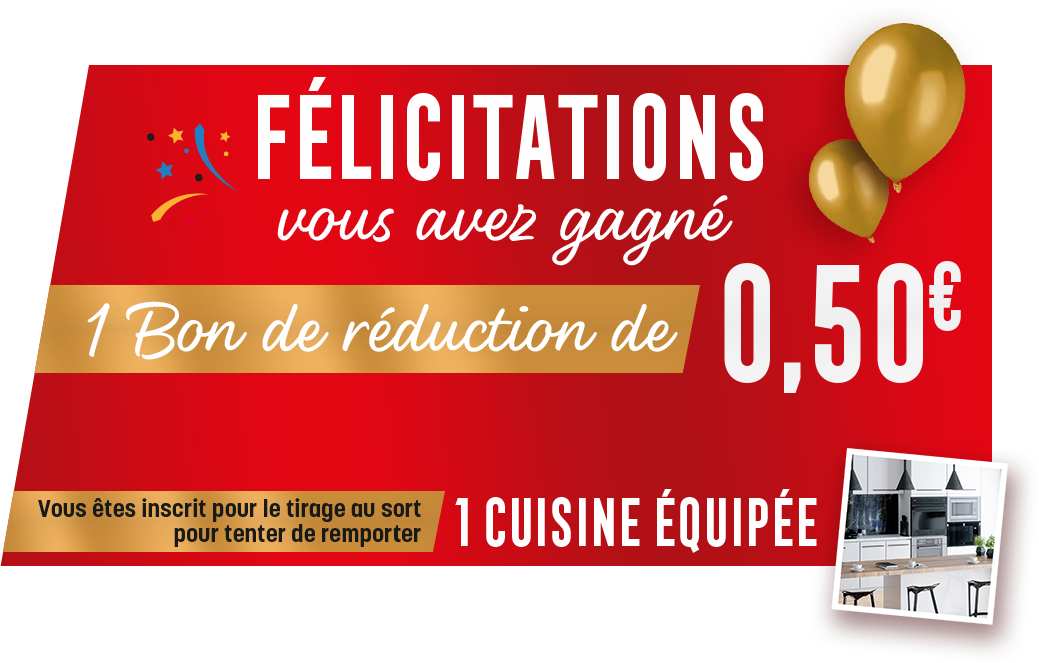 FÉLICITATIONS
vous avez gagné
1 Bon de réduction de 0,50€
Vous êtes inscrit pour le tirage au sort
pour tenter de remporter
1 CUISINE ÉQUIPÉE